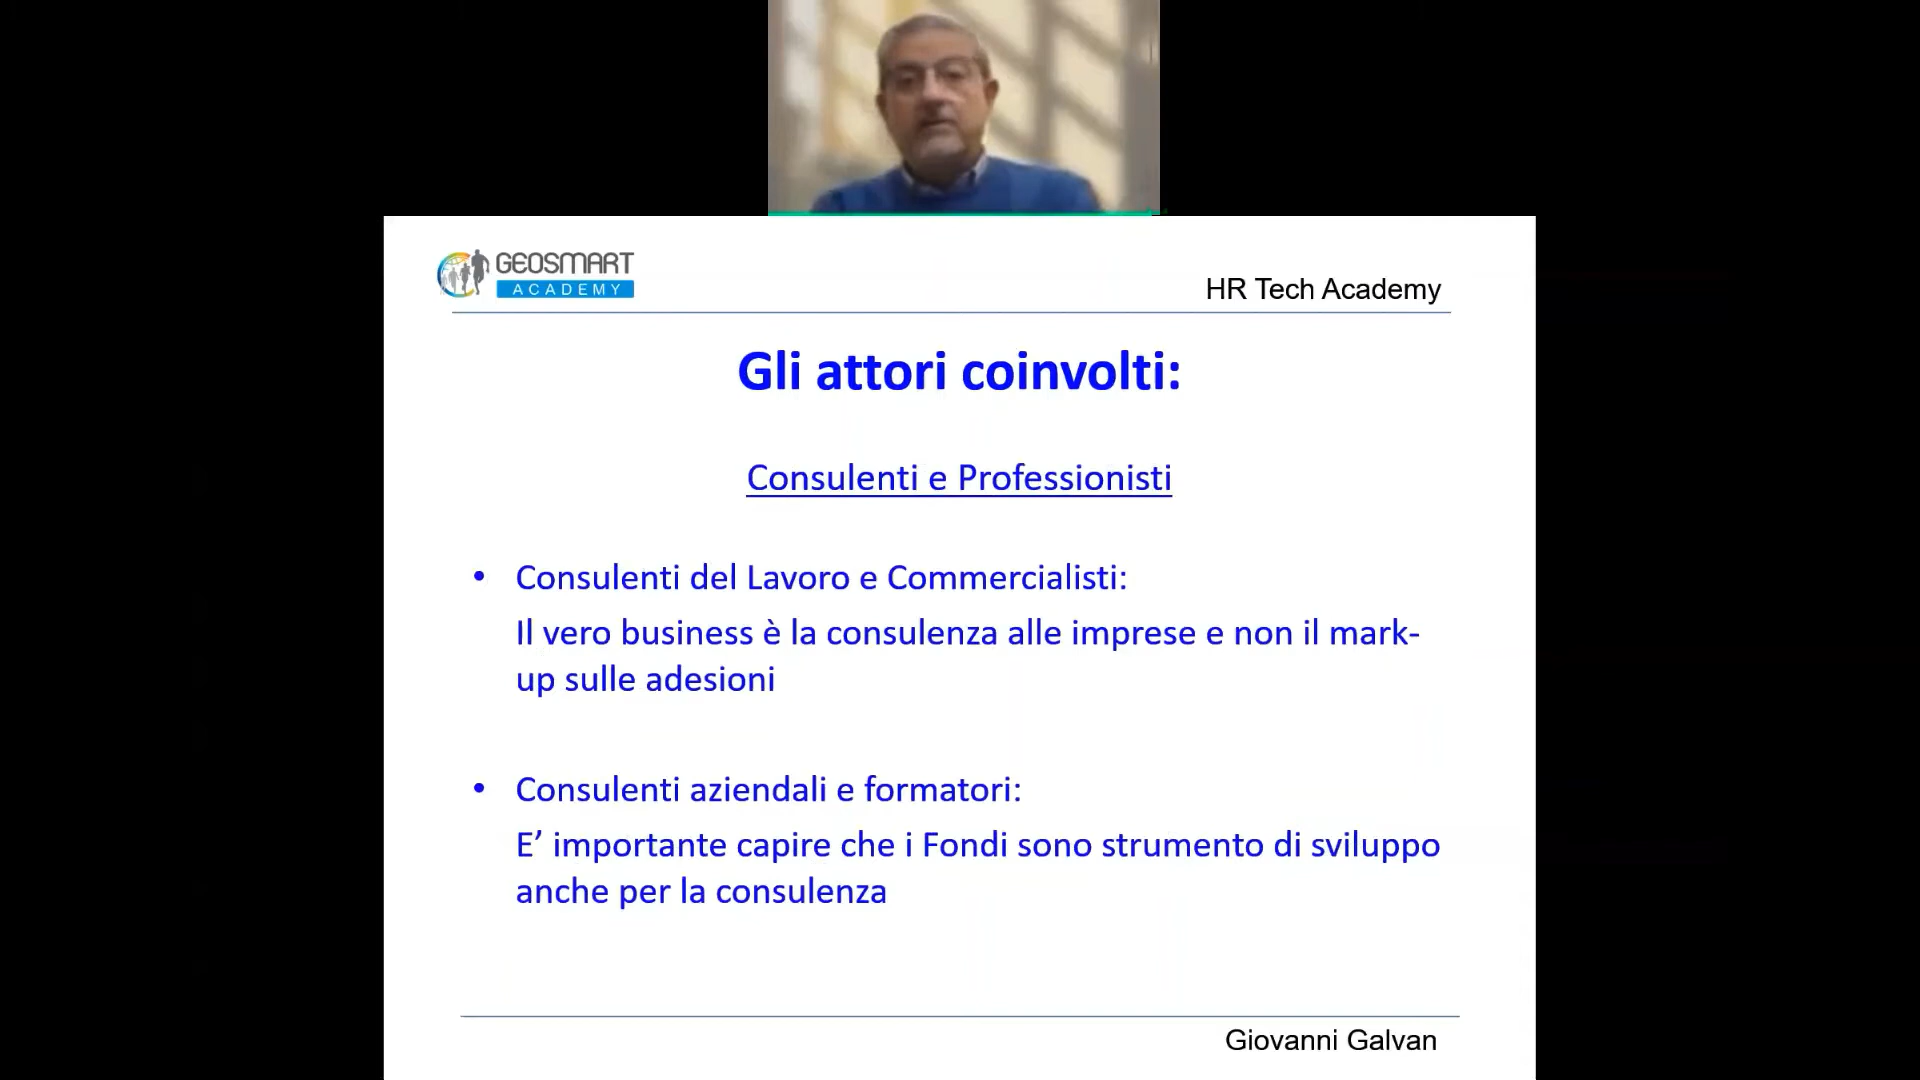 GEOSMART
ACADEMY
HR Tech Academy
Gli attori coinvolti:
Consulenti e Professionisti
• Consulenti del Lavoro e Commercialisti:
Il vero business è la consulenza alle imprese e non il mark-
up sulle adesioni
• Consulenti aziendali e formatori:
E’ importante capire che i Fondi sono strumento di sviluppo
anche per la consulenza
Giovanni Galvan